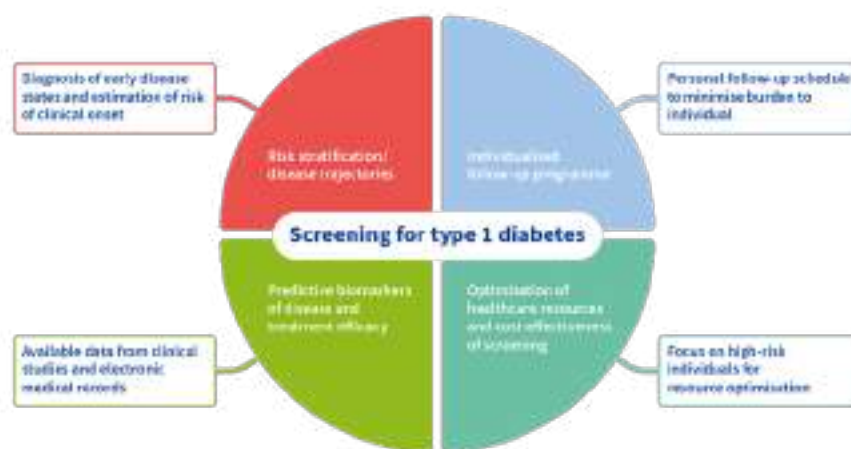 Diagnosis of early disease
states and estimation of risk
of clinical onset
Personal follow-up schedule
to minimise burden to
individual
Risk stratification/
disease trajectories
Individualised
follow-up programme
Screening for type 1 diabetes
Predictive biomarkers
of disease and
treatment efficacy
Optimisation of
healthcare resources
and cost effectiveness
of screening
Available data from clinical
studies and electronic
medical records
Focus on high-risk
individuals for
resource optimisation